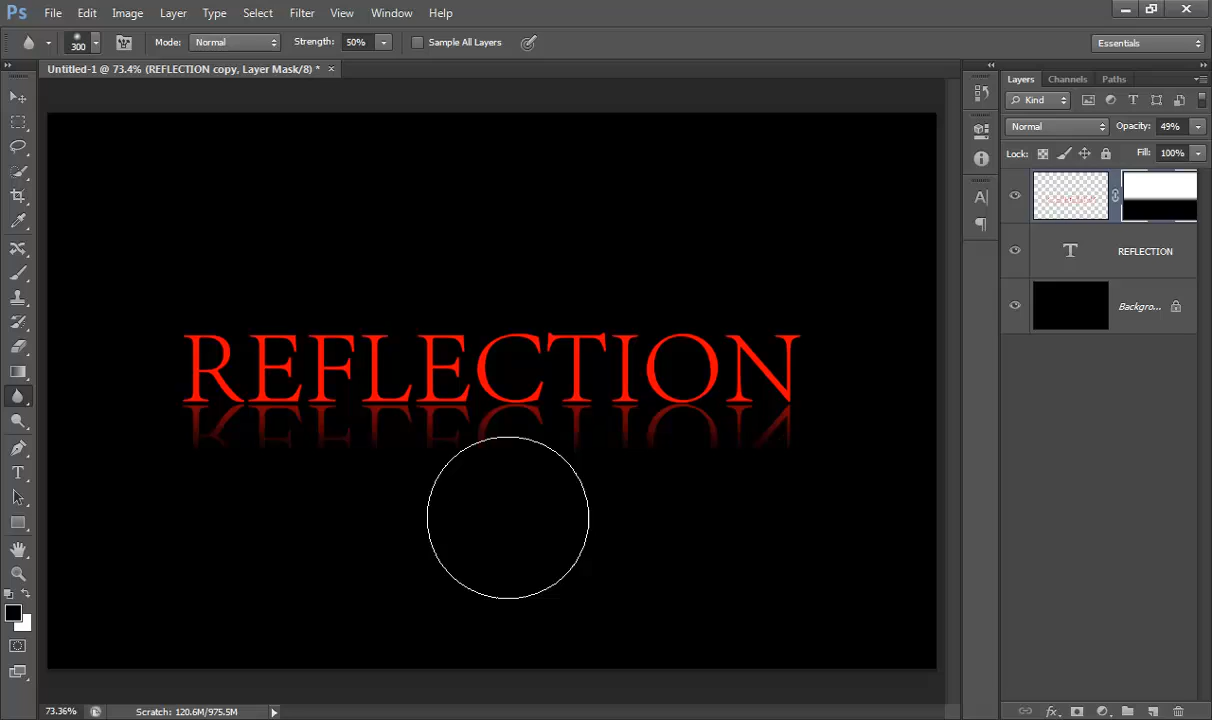 Ps File Edit Image Layer Type Select Filter View Window Help
300 Mode: Normal Strength: 50% Sample All Layers Essentials
Untitled-1 @ 73.4% (REFLECTION copy, Layer Mask/8) * ×
Layers Channels Paths
Kind T
Normal Opacity: 49%
Lock: Fill: 100%
T REFLECTION
Backgro...
REFLECTION
73.36% Scratch: 120.6M/975.5M